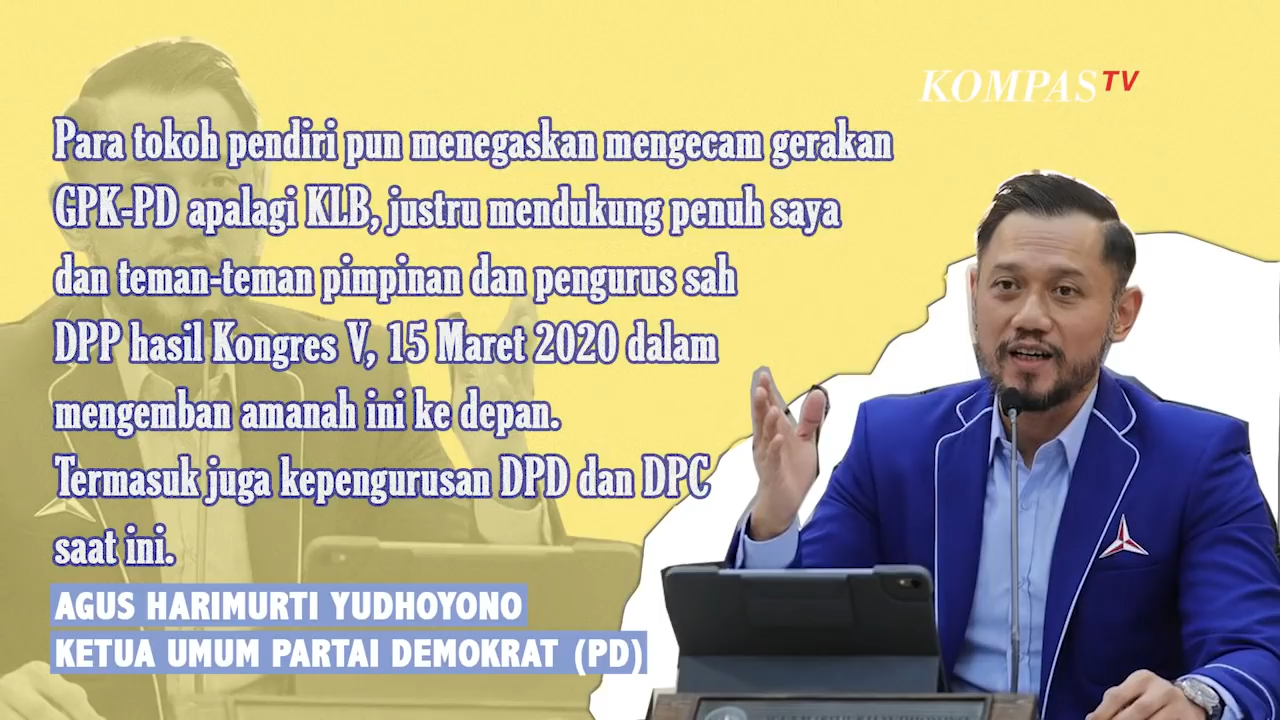 KOMPAS TV
Para tokoh pendiri pun menegaskan mengecam gerakan
GPK-PD apalagi KLB, justru mendukung penuh saya
dan teman-teman pimpinan dan pengurus sah
DPP hasil Kongres V, 15 Maret 2020 dalam
mengemban amanah ini ke depan.
Termasuk juga kepengurusan DPD dan DPC
saat ini.
AGUS HARIMURTI YUDHOYONO
KETUA UMUM PARTAI DEMOKRAT (PD)